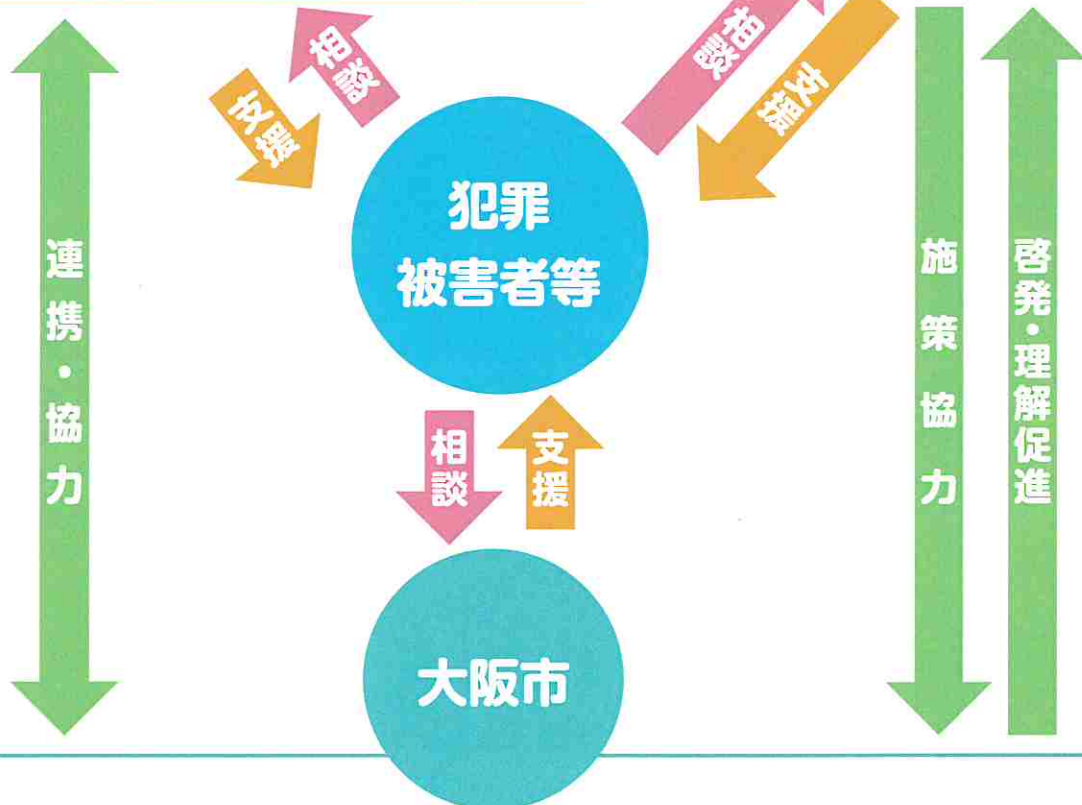 相談
支援
相談
支援
犯罪
被害者等
連携・協力
施策協力
啓発・理解促進
相談
支援
大阪市